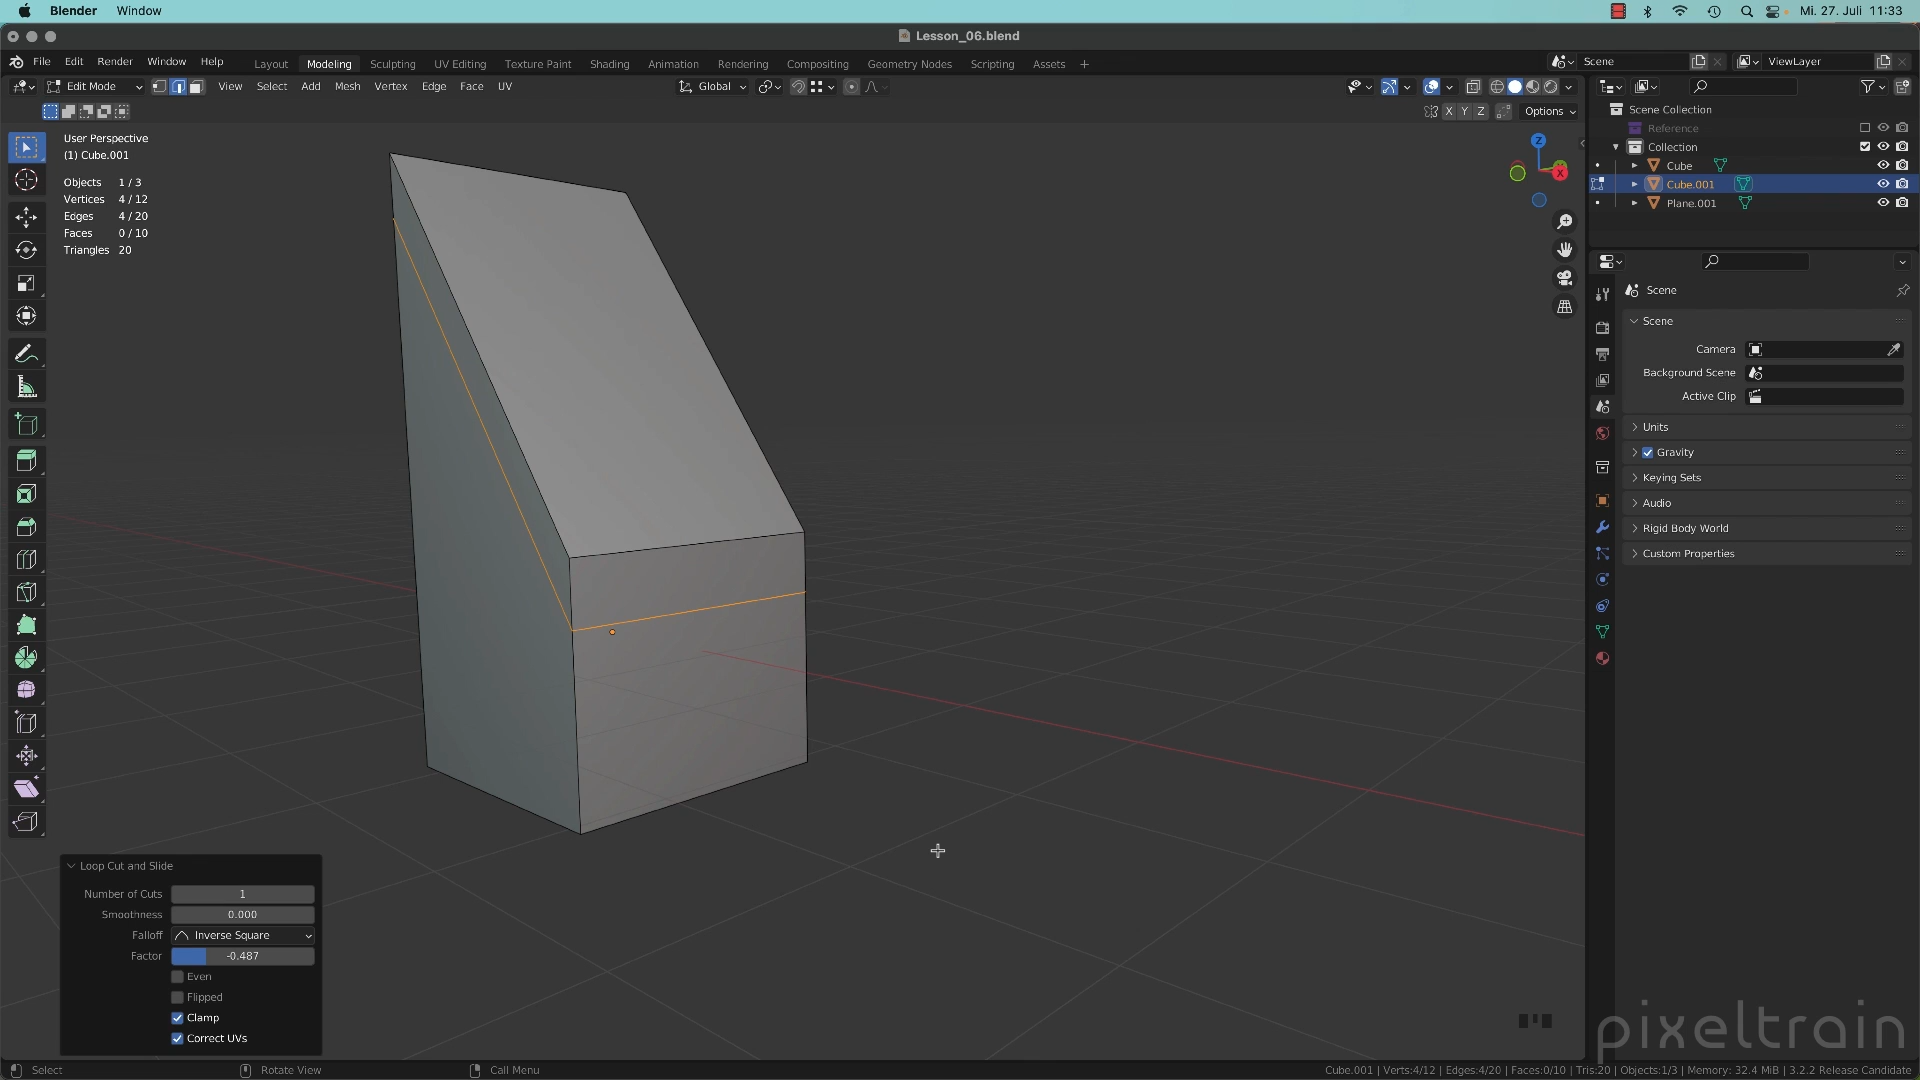 Blender Window Mi. 27. Juli 11:33
Lesson_06.blend
File Edit Render Window Help Layout Modeling Sculpting UV Editing Texture Paint Shading Animation Rendering Compositing Geometry Nodes Scripting Assets + Scene ViewLayer
Edit Mode View Select Add Mesh Vertex Edge Face UV Global
X Y Z Options
User Perspective
(1) Cube.001
Objects 1 / 3
Vertices 4 / 12
Edges 4 / 20
Faces 0 / 10
Triangles 20
Z
X
Scene Collection
Reference
Collection
Cube
Cube.001
Plane.001
Scene
Scene
Camera
Background Scene
Active Clip
Units
Gravity
Keying Sets
Audio
Rigid Body World
Custom Properties
Loop Cut and Slide
Number of Cuts 1
Smoothness 0.000
Falloff Inverse Square
Factor -0.487
Even
Flipped
Clamp
Correct UVs
pixeltrain
Select Rotate View Call Menu Cube.001 | Verts:4/12 | Edges:4/20 | Faces:0/10 | Tris:20 | Objects:1/3 | Memory: 32.4 MiB | 3.2.2 Release Candidate